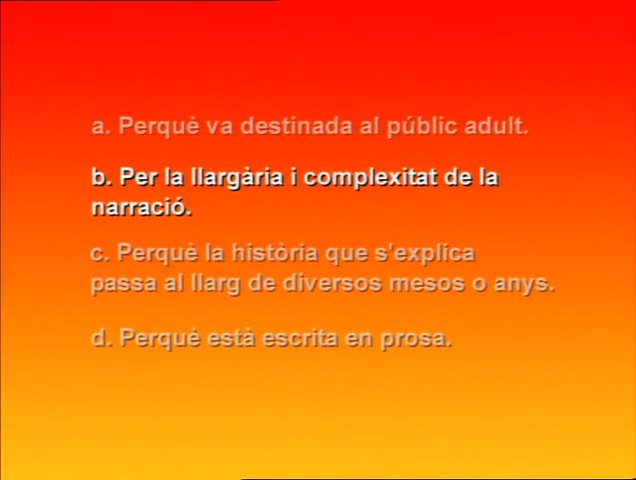 a. Perquè va destinada al públic adult.
b. Per la llargària i complexitat de la
narració.
c. Perquè la història que s'explica
passa al llarg de diversos mesos o anys.
d. Perquè està escrita en prosa.